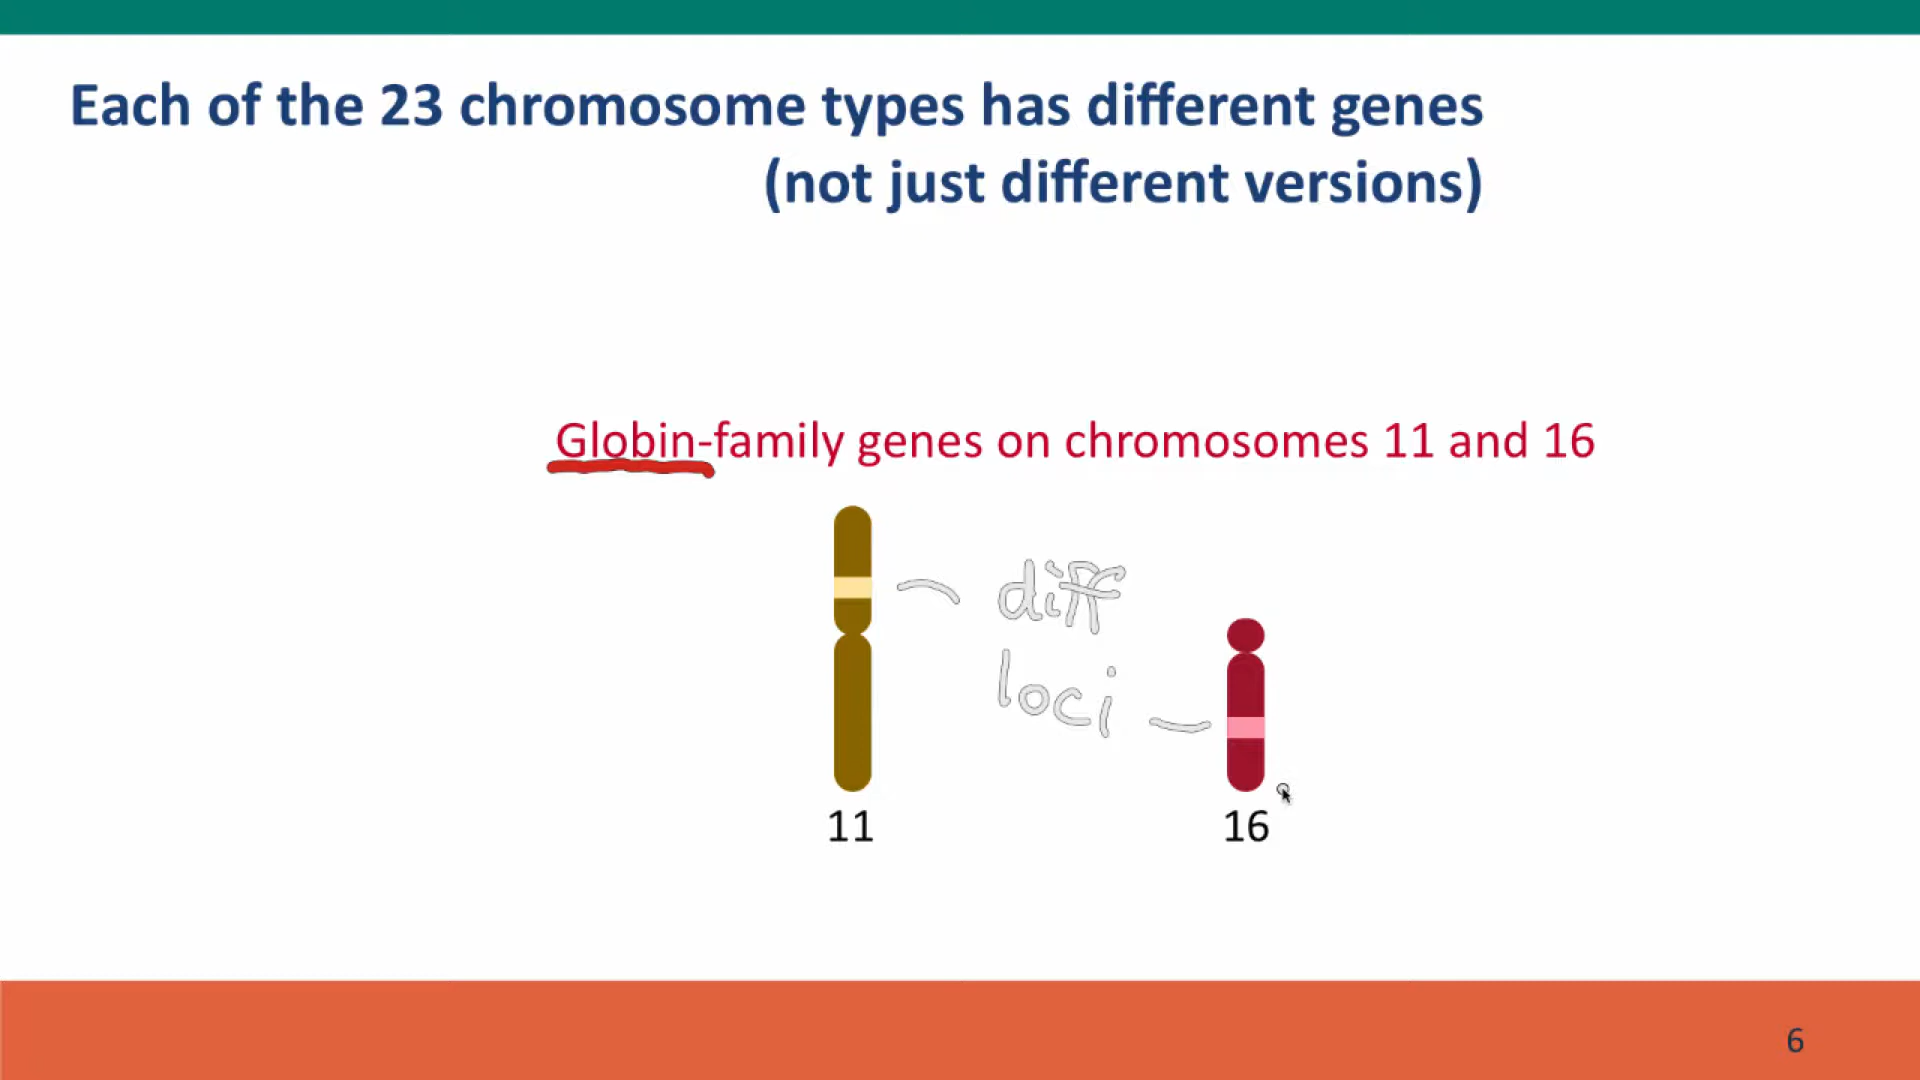 Each of the 23 chromosome types has different genes
(not just different versions)
Globin-family genes on chromosomes 11 and 16
diff
loci
11
16
6